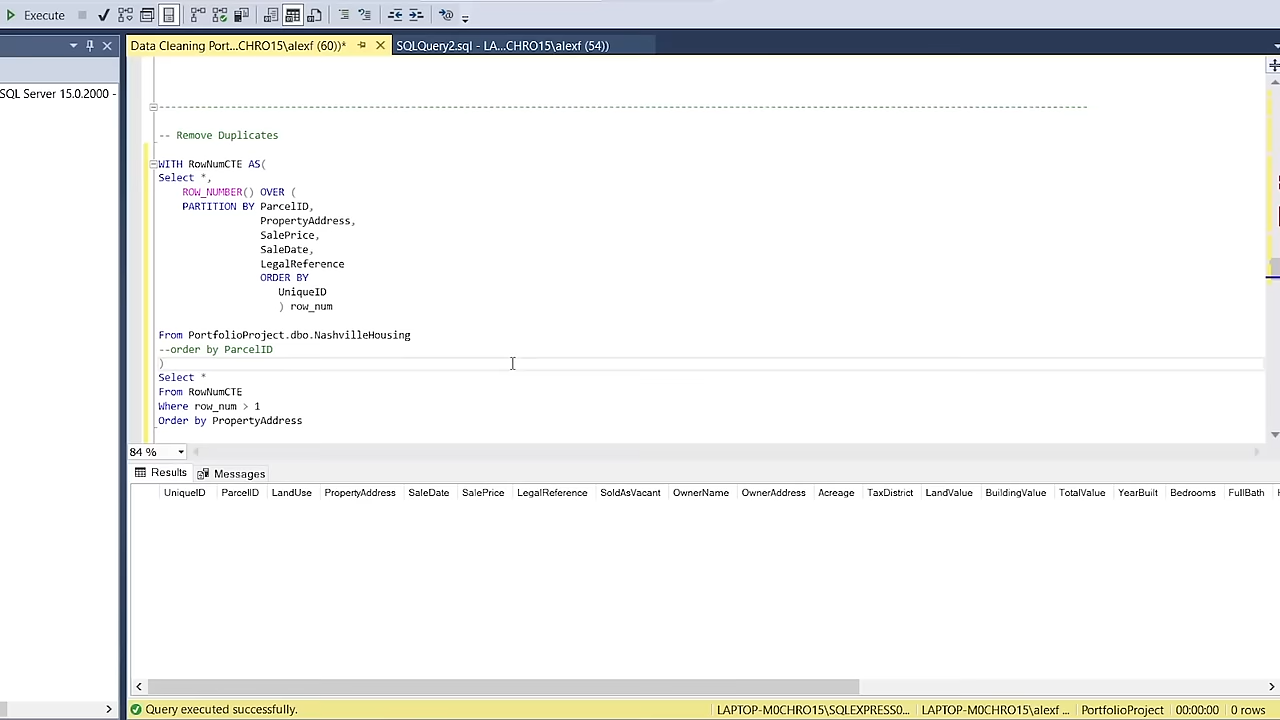 Execute
Data Cleaning Port...CHRO15\alexf (60))*
SQLQuery2.sql - LA...CHRO15\alexf (54))
SQL Server 15.0.2000 -
-- Remove Duplicates
WITH RowNumCTE AS(
Select *,
ROW_NUMBER() OVER (
PARTITION BY ParcelID,
PropertyAddress,
SalePrice,
SaleDate,
LegalReference
ORDER BY
UniqueID
) row_num
From PortfolioProject.dbo.NashvilleHousing
--order by ParcelID
)
Select *
From RowNumCTE
Where row_num > 1
Order by PropertyAddress
84 %
Results
Messages
UniqueID ParcelID LandUse PropertyAddress SaleDate SalePrice LegalReference SoldAsVacant OwnerName OwnerAddress Acreage TaxDistrict LandValue BuildingValue TotalValue YearBuilt Bedrooms FullBath
Query executed successfully.
LAPTOP-M0CHRO15\SQLEXPRESS0... LAPTOP-M0CHRO15\alexf ... PortfolioProject 00:00:00 0 rows